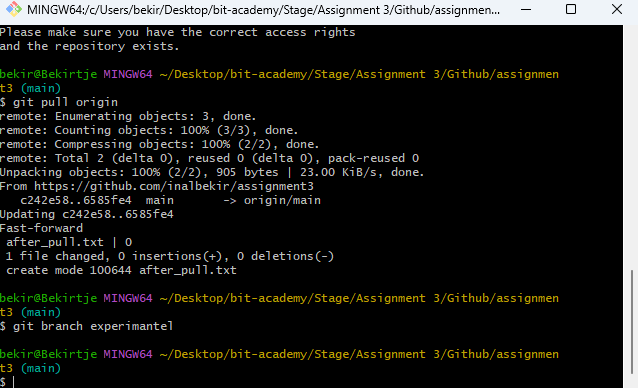 MINGW64:/c/Users/bekir/Desktop/bit-academy/Stage/Assignment 3/Github/assignmen...
Please make sure you have the correct access rights
and the repository exists.
bekir@Bekirtje MINGW64 ~/Desktop/bit-academy/Stage/Assignment 3/Github/assignmen
t3 (main)
$ git pull origin
remote: Enumerating objects: 3, done.
remote: Counting objects: 100% (3/3), done.
remote: Compressing objects: 100% (2/2), done.
remote: Total 2 (delta 0), reused 0 (delta 0), pack-reused 0
Unpacking objects: 100% (2/2), 905 bytes | 23.00 KiB/s, done.
From https://github.com/inalbekir/assignment3
   c242e58..6585fe4  main       -> origin/main
Updating c242e58..6585fe4
Fast-forward
 after_pull.txt | 0
 1 file changed, 0 insertions(+), 0 deletions(-)
 create mode 100644 after_pull.txt
bekir@Bekirtje MINGW64 ~/Desktop/bit-academy/Stage/Assignment 3/Github/assignmen
t3 (main)
$ git branch experimantel
bekir@Bekirtje MINGW64 ~/Desktop/bit-academy/Stage/Assignment 3/Github/assignmen
t3 (main)
$